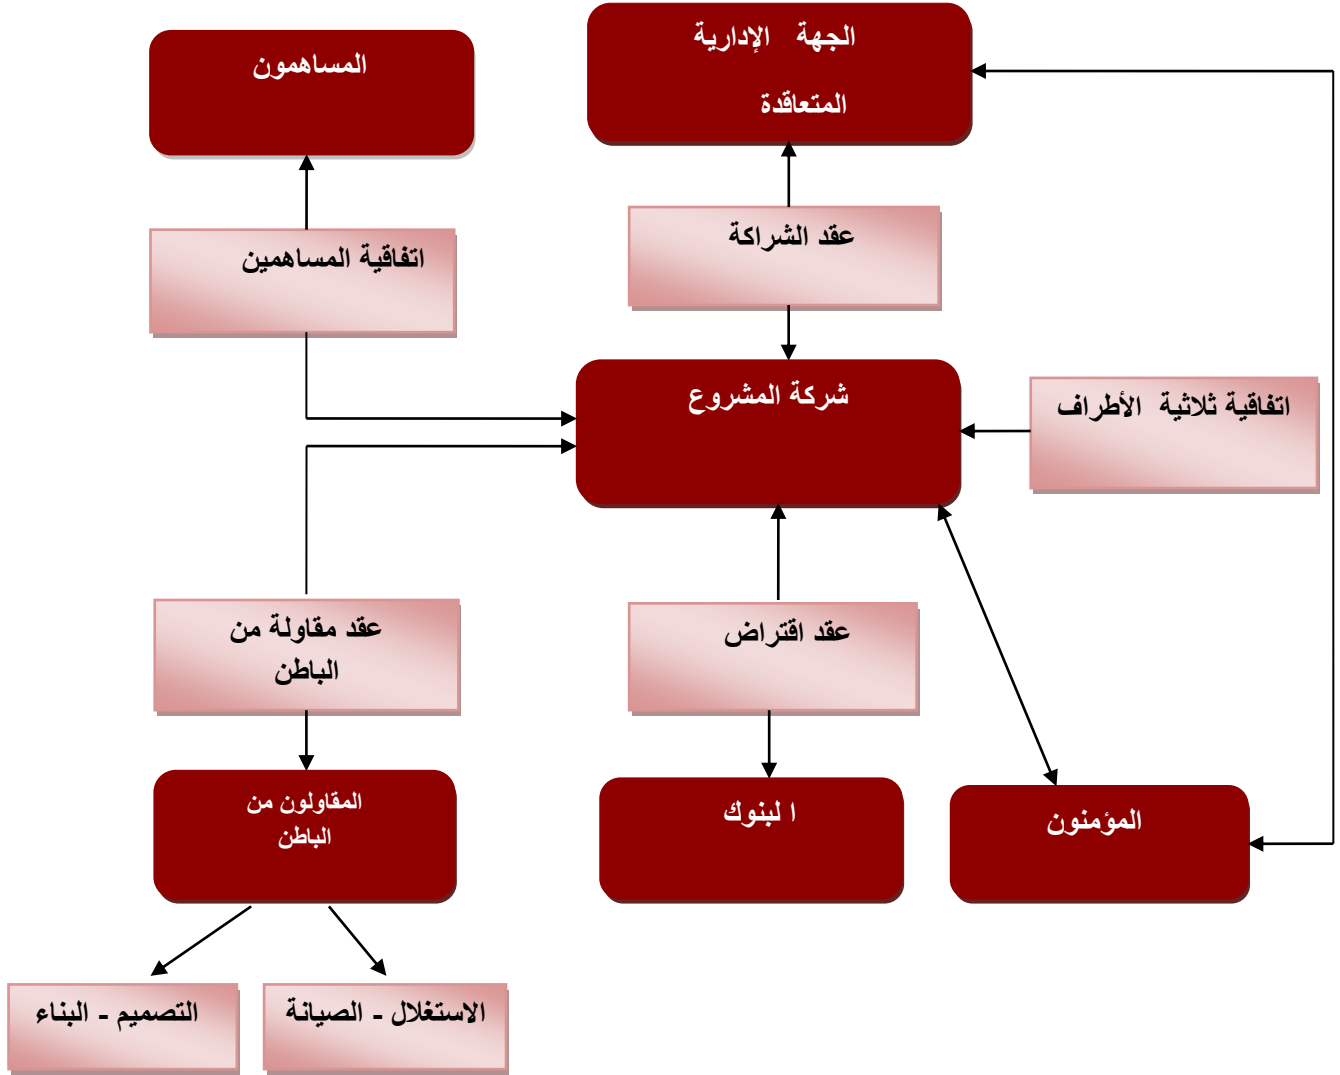 الجهة الإدارية
المتعاقدة
المساهمون
عقد الشراكة
اتفاقية المساهمين
شركة المشروع
اتفاقية ثلاثية الأطراف
عقد مقاولة من
الباطن
عقد اقتراض
المقاولون من
الباطن
ا لبنوك
المؤمنون
الاستغلال - الصيانة
التصميم - البناء